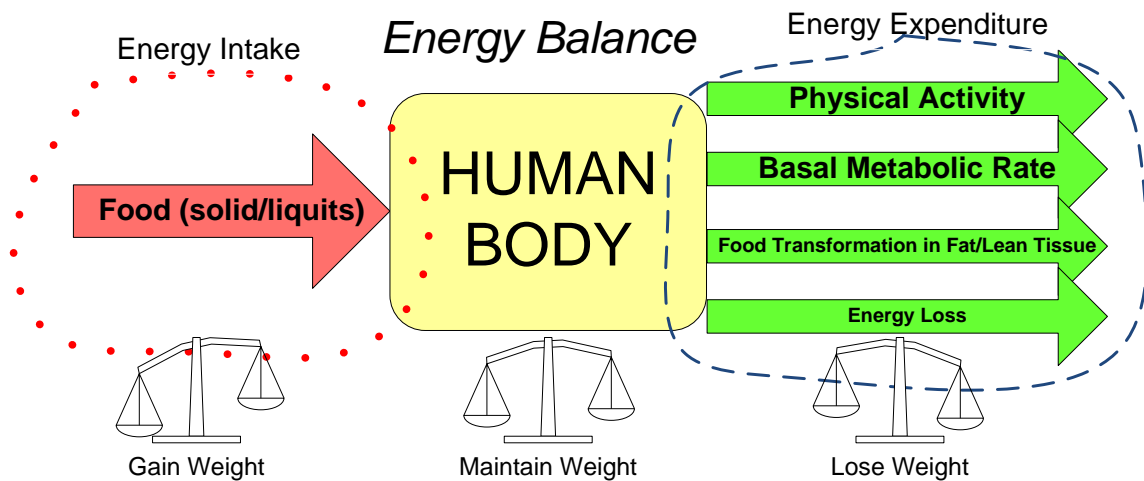 Energy Intake
Energy Balance
Energy Expenditure
Food (solid/liquits)
HUMAN
BODY
Physical Activity
Basal Metabolic Rate
Food Transformation in Fat/Lean Tissue
Energy Loss
Gain Weight
Maintain Weight
Lose Weight